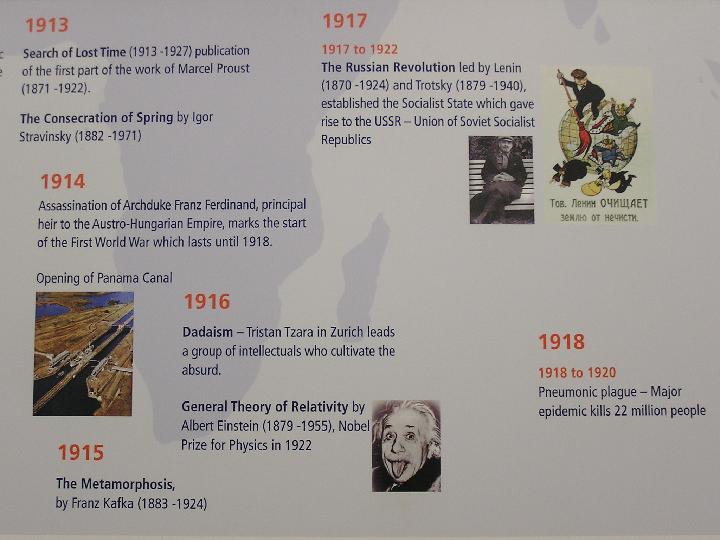 1913
Search of Lost Time (1913 -1927) publication
of the first part of the work of Marcel Proust
(1871 -1922).
The Consecration of Spring by Igor
Stravinsky (1882 -1971)
1914
Assassination of Archduke Franz Ferdinand, principal
heir to the Austro-Hungarian Empire, marks the start
of the First World War which lasts until 1918.
Opening of Panama Canal
1915
The Metamorphosis,
by Franz Kafka (1883 -1924)
1916
Dadaism – Tristan Tzara in Zurich leads
a group of intellectuals who cultivate the
absurd.
General Theory of Relativity by
Albert Einstein (1879 -1955), Nobel
Prize for Physics in 1922
1917
1917 to 1922
The Russian Revolution led by Lenin
(1870 -1924) and Trotsky (1879 -1940),
established the Socialist State which gave
rise to the USSR – Union of Soviet Socialist
Republics
Тов. Ленин ОЧИЩАЕТ
землю от нечисти.
1918
1918 to 1920
Pneumonic plague – Major
epidemic kills 22 million people